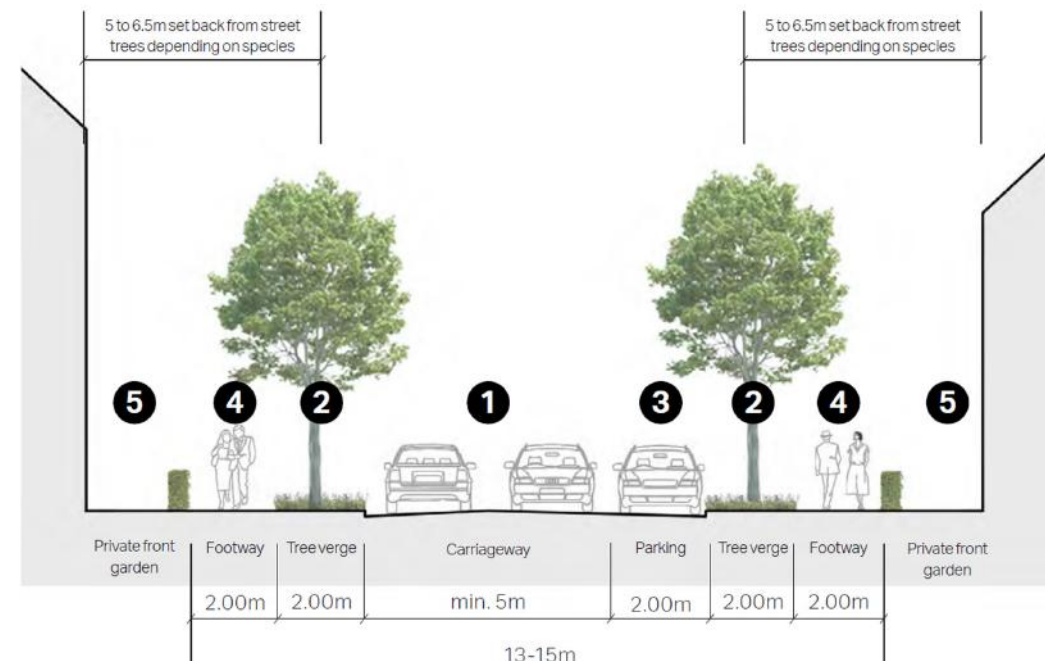 5 to 6.5m set back from street
trees depending on species
5 to 6.5m set back from street
trees depending on species
5
4
2
1
3
2
4
5
Private front
garden
Footway
Tree verge
Carriageway
Parking
Tree verge
Footway
Private front
garden
2.00m
2.00m
min. 5m
2.00m
2.00m
2.00m
13-15m